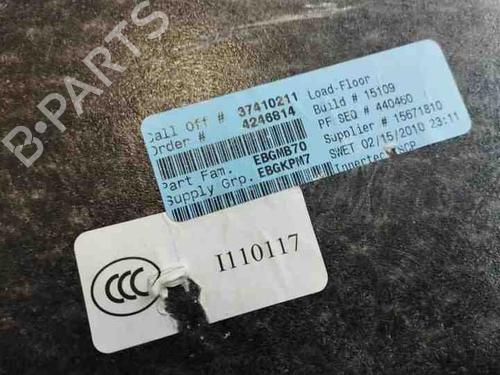 B-PARTS
Call Off # 37410211
Order # 4246814
Part Fam. EBGMB70
Supply Grp. EBGKPM7
Load-Floor
Build # 15109
PF SEQ # 440460
Supplier # 15671810
SWET 02/15/2010 23:11
CCC
I110117